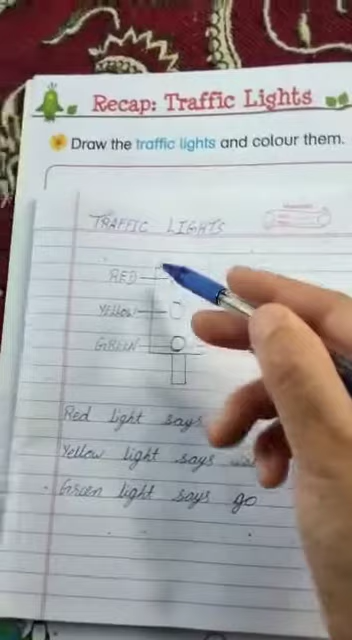 Recap: Traffic Lights
Draw the traffic lights and colour them.
TRAFFIC LIGHTS
RED
YELLOW
GREEN
Red light says
Yellow light says
Green light says go